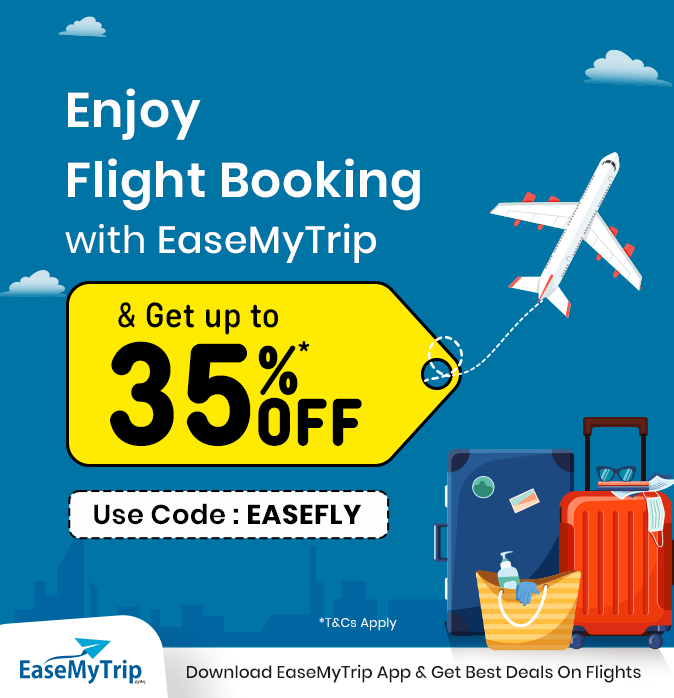 Enjoy
Flight Booking
with EaseMyTrip
& Get up to
35%*
OFF
Use Code : EASEFLY
*T&Cs Apply
EaseMyTrip.com
Download EaseMyTrip App & Get Best Deals On Flights